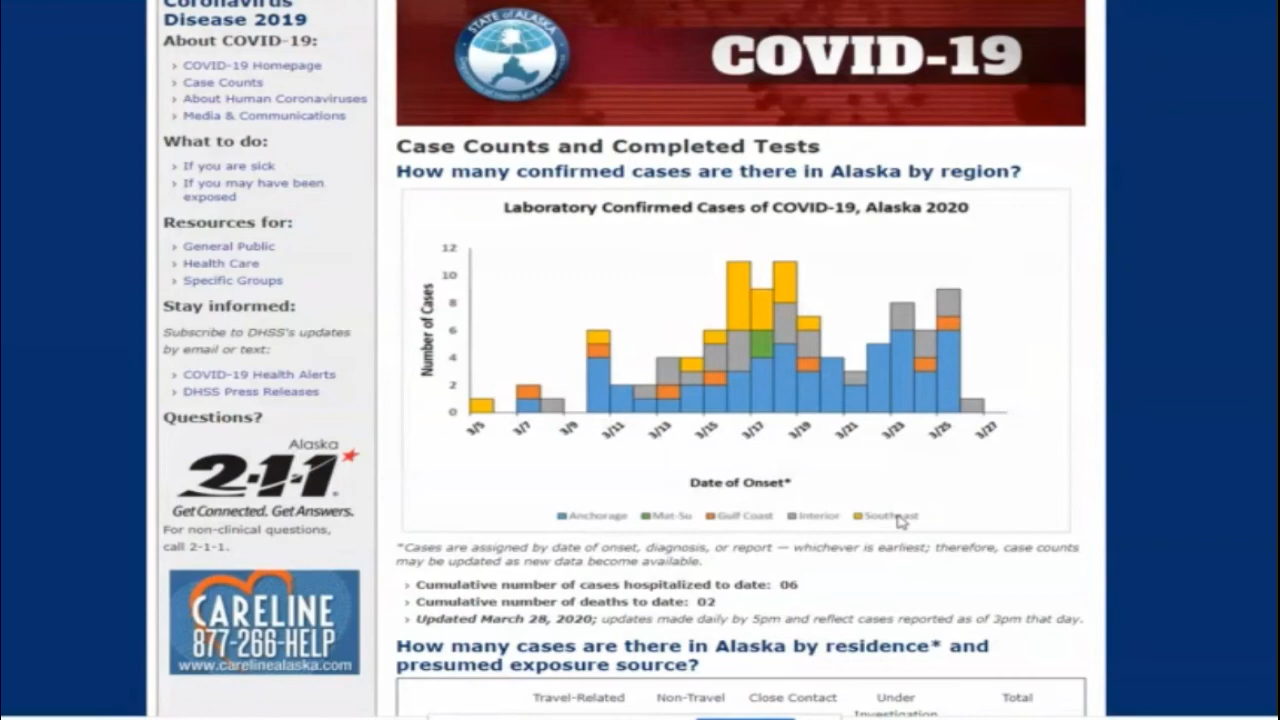 Coronavirus
Disease 2019
About COVID-19:
› COVID-19 Homepage
› Case Counts
› About Human Coronaviruses
› Media & Communications
What to do:
› If you are sick
› If you may have been
exposed
Resources for:
› General Public
› Health Care
› Specific Groups
Stay informed:
Subscribe to DHSS's updates
by email or text:
› COVID-19 Health Alerts
› DHSS Press Releases
Questions?
Alaska
2-1-1
Get Connected. Get Answers.
For non-clinical questions,
call 2-1-1.
CARELINE
877-266-HELP
www.carelinealaska.com
STATE of ALASKA
COVID-19
Case Counts and Completed Tests
How many confirmed cases are there in Alaska by region?
Laboratory Confirmed Cases of COVID-19, Alaska 2020
Number of Cases
12
10
8
6
4
2
0
3/5 3/7 3/9 3/11 3/13 3/15 3/17 3/19 3/21 3/23 3/25 3/27
Date of Onset*
Anchorage Mat-Su Gulf Coast Interior Southeast
*Cases are assigned by date of onset, diagnosis, or report — whichever is earliest; therefore, case counts
may be updated as new data become available.
› Cumulative number of cases hospitalized to date: 06
› Cumulative number of deaths to date: 02
› Updated March 28, 2020; updates made daily by 5pm and reflect cases reported as of 3pm that day.
How many cases are there in Alaska by residence* and
presumed exposure source?
Travel-Related Non-Travel Close Contact Under Total
Investigation